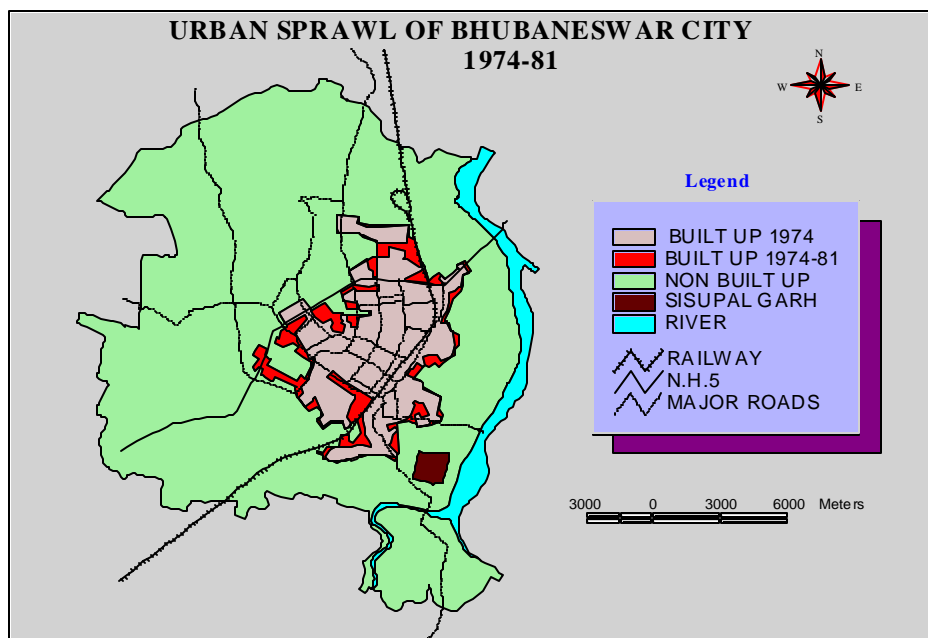 URBAN SPRAWL OF BHUBANESWAR CITY
1974-81
N
W E
S
Legend
BUILT UP 1974
BUILT UP 1974-81
NON BUILT UP
SISUPAL GARH
RIVER
RAILWAY
N.H.5
MAJOR ROADS
3000 0 3000 6000 Meters